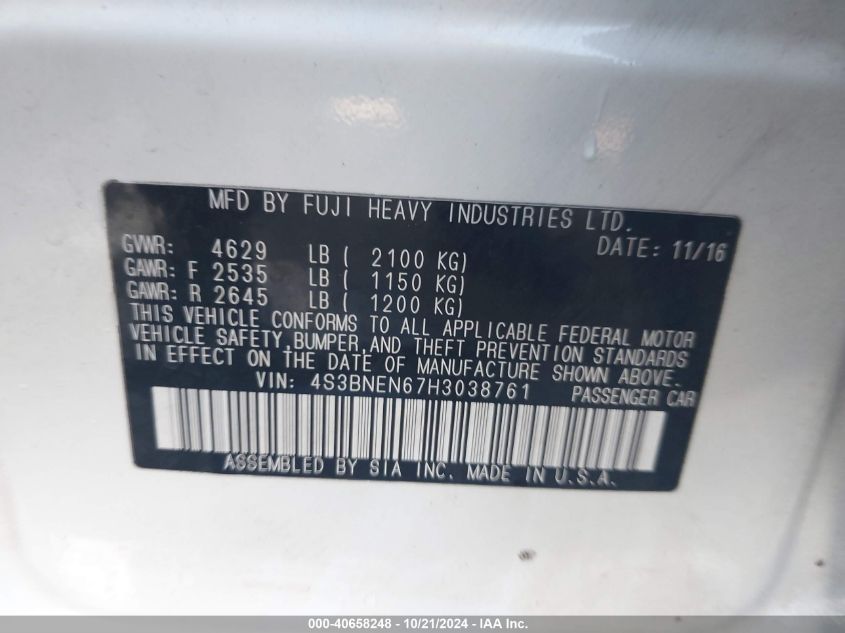 MFD BY FUJI HEAVY INDUSTRIES LTD.
DATE: 11/16
GVWR: 4629 LB ( 2100 KG)
GAWR: F 2535 LB ( 1150 KG)
GAWR: R 2645 LB ( 1200 KG)
THIS VEHICLE CONFORMS TO ALL APPLICABLE FEDERAL MOTOR
VEHICLE SAFETY, BUMPER, AND THEFT PREVENTION STANDARDS
IN EFFECT ON THE DATE OF MANUFACTURE SHOWN ABOVE.
VIN: 4S3BNEN67H3038761 PASSENGER CAR
ASSEMBLED BY SIA INC. MADE IN U.S.A.
000-40658248 - 10/21/2024 - IAA Inc.